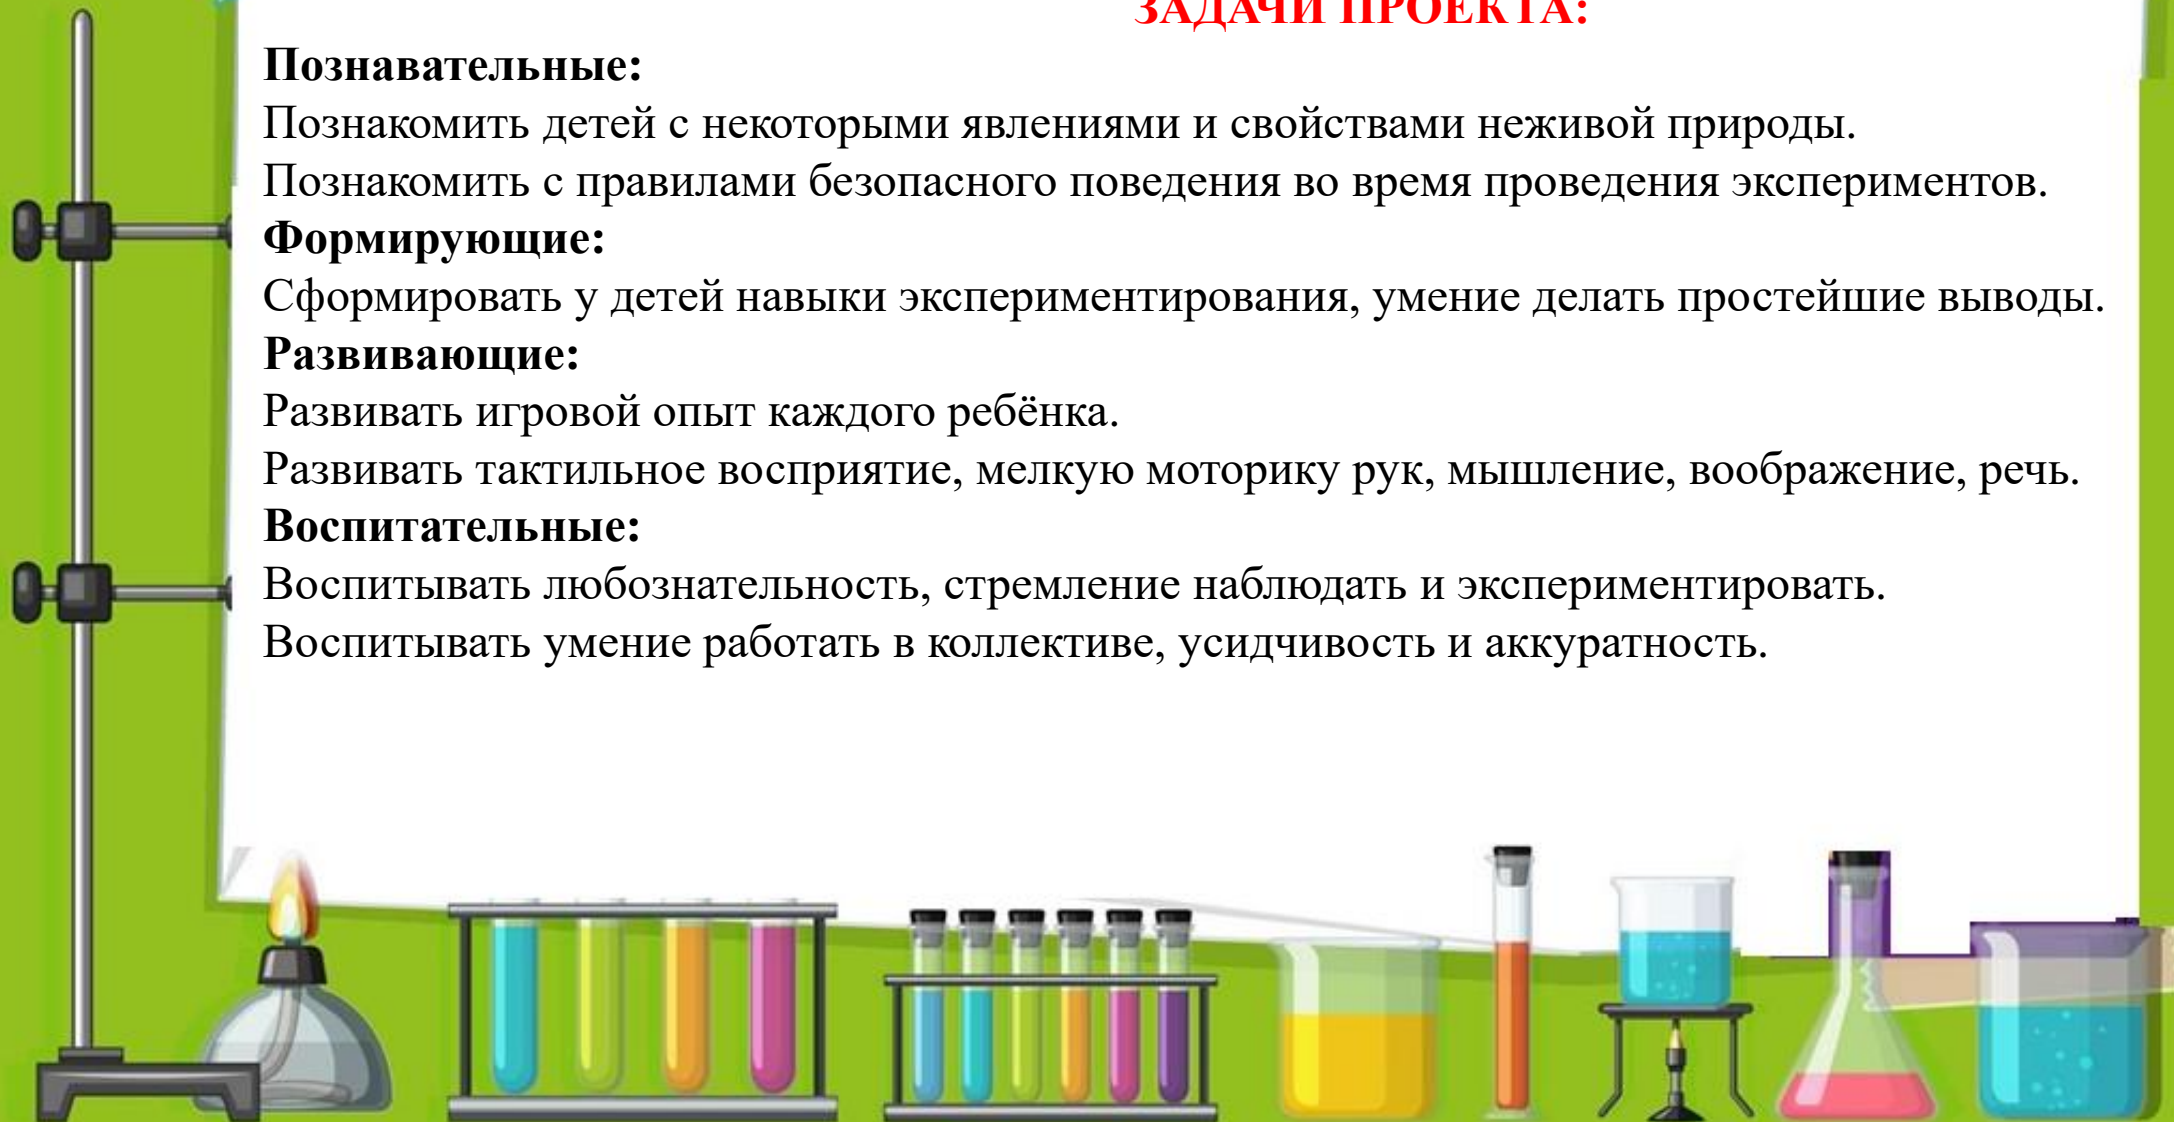 ЗАДАЧИ ПРОЕКТА:
Познавательные:
Познакомить детей с некоторыми явлениями и свойствами неживой природы.
Познакомить с правилами безопасного поведения во время проведения экспериментов.
Формирующие:
Сформировать у детей навыки экспериментирования, умение делать простейшие выводы.
Развивающие:
Развивать игровой опыт каждого ребёнка.
Развивать тактильное восприятие, мелкую моторику рук, мышление, воображение, речь.
Воспитательные:
Воспитывать любознательность, стремление наблюдать и экспериментировать.
Воспитывать умение работать в коллективе, усидчивость и аккуратность.